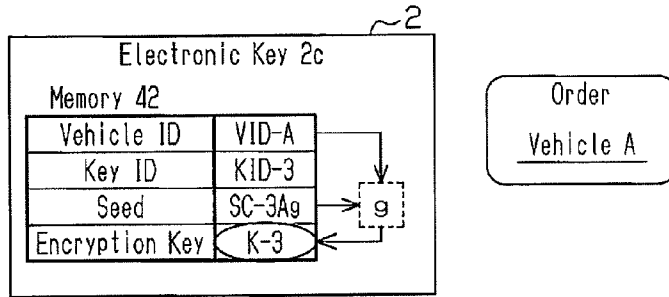 2
Electronic Key 2c
Memory 42
Vehicle ID VID-A
Key ID KID-3
Seed SC-3Ag
Encryption Key K-3
g
Order
Vehicle A